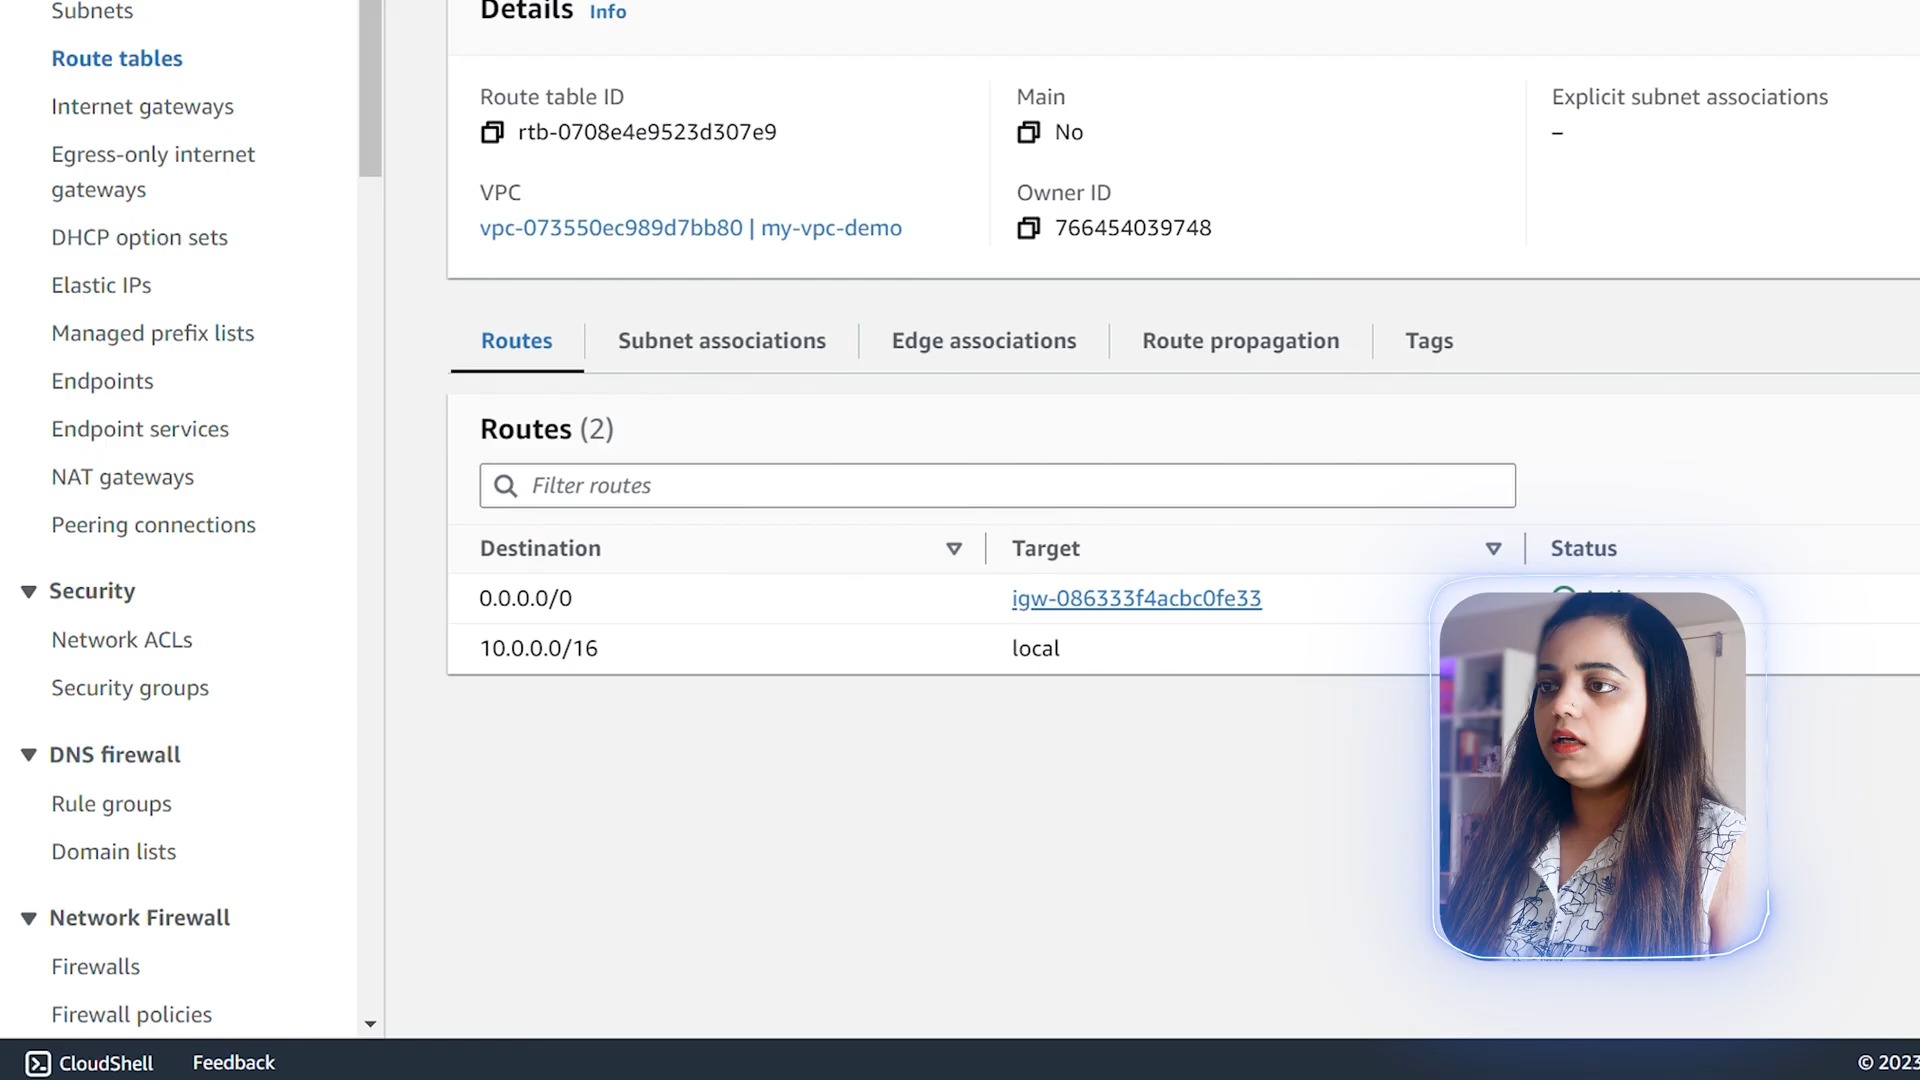 Subnets
Route tables
Internet gateways
Egress-only internet
gateways
DHCP option sets
Elastic IPs
Managed prefix lists
Endpoints
Endpoint services
NAT gateways
Peering connections
Security
Network ACLs
Security groups
DNS firewall
Rule groups
Domain lists
Network Firewall
Firewalls
Firewall policies
Details Info
Route table ID
rtb-0708e4e9523d307e9
VPC
vpc-073550ec989d7bb80 | my-vpc-demo
Main
No
Owner ID
766454039748
Explicit subnet associations
–
Routes Subnet associations Edge associations Route propagation Tags
Routes (2)
Filter routes
Destination Target Status
0.0.0.0/0 igw-086333f4acbc0fe33
10.0.0.0/16 local
CloudShell Feedback © 2023